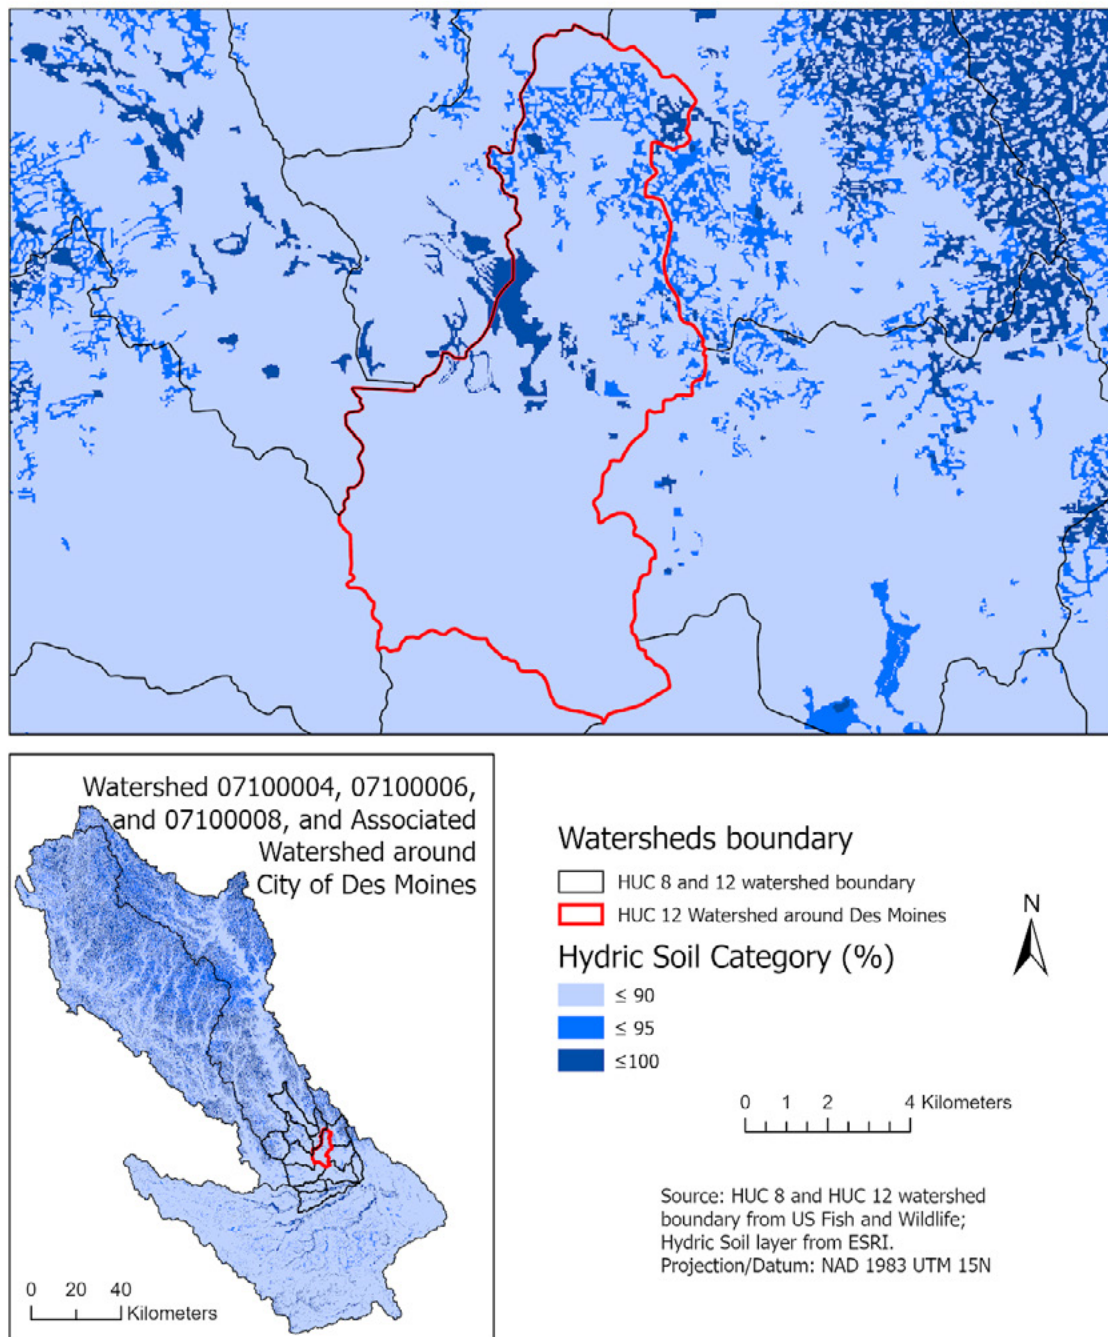 Watershed 07100004, 07100006,
and 07100008, and Associated
Watershed around
City of Des Moines
0 20 40
Kilometers
Watersheds boundary
HUC 8 and 12 watershed boundary
HUC 12 Watershed around Des Moines
Hydric Soil Category (%)
≤ 90
≤ 95
≤100
N
0 1 2 4 Kilometers
Source: HUC 8 and HUC 12 watershed
boundary from US Fish and Wildlife;
Hydric Soil layer from ESRI.
Projection/Datum: NAD 1983 UTM 15N